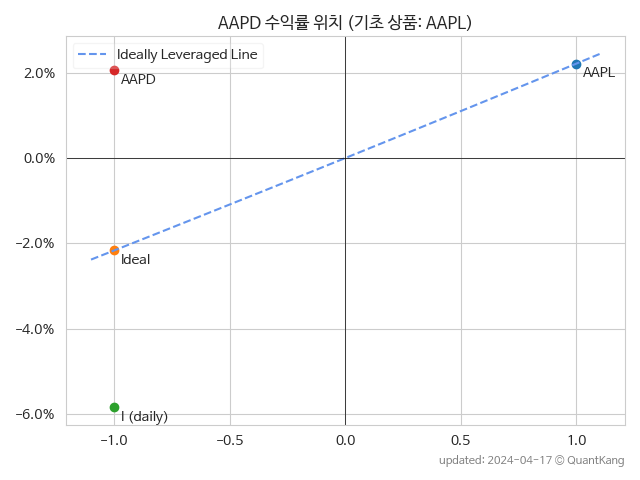 AAPD 수익률 위치 (기초 상품: AAPL)
Ideally Leveraged Line
2.0%
AAPD
AAPL
0.0%
-2.0%
Ideal
-4.0%
-6.0%
I (daily)
-1.0
-0.5
0.0
0.5
1.0
updated: 2024-04-17 © QuantKang